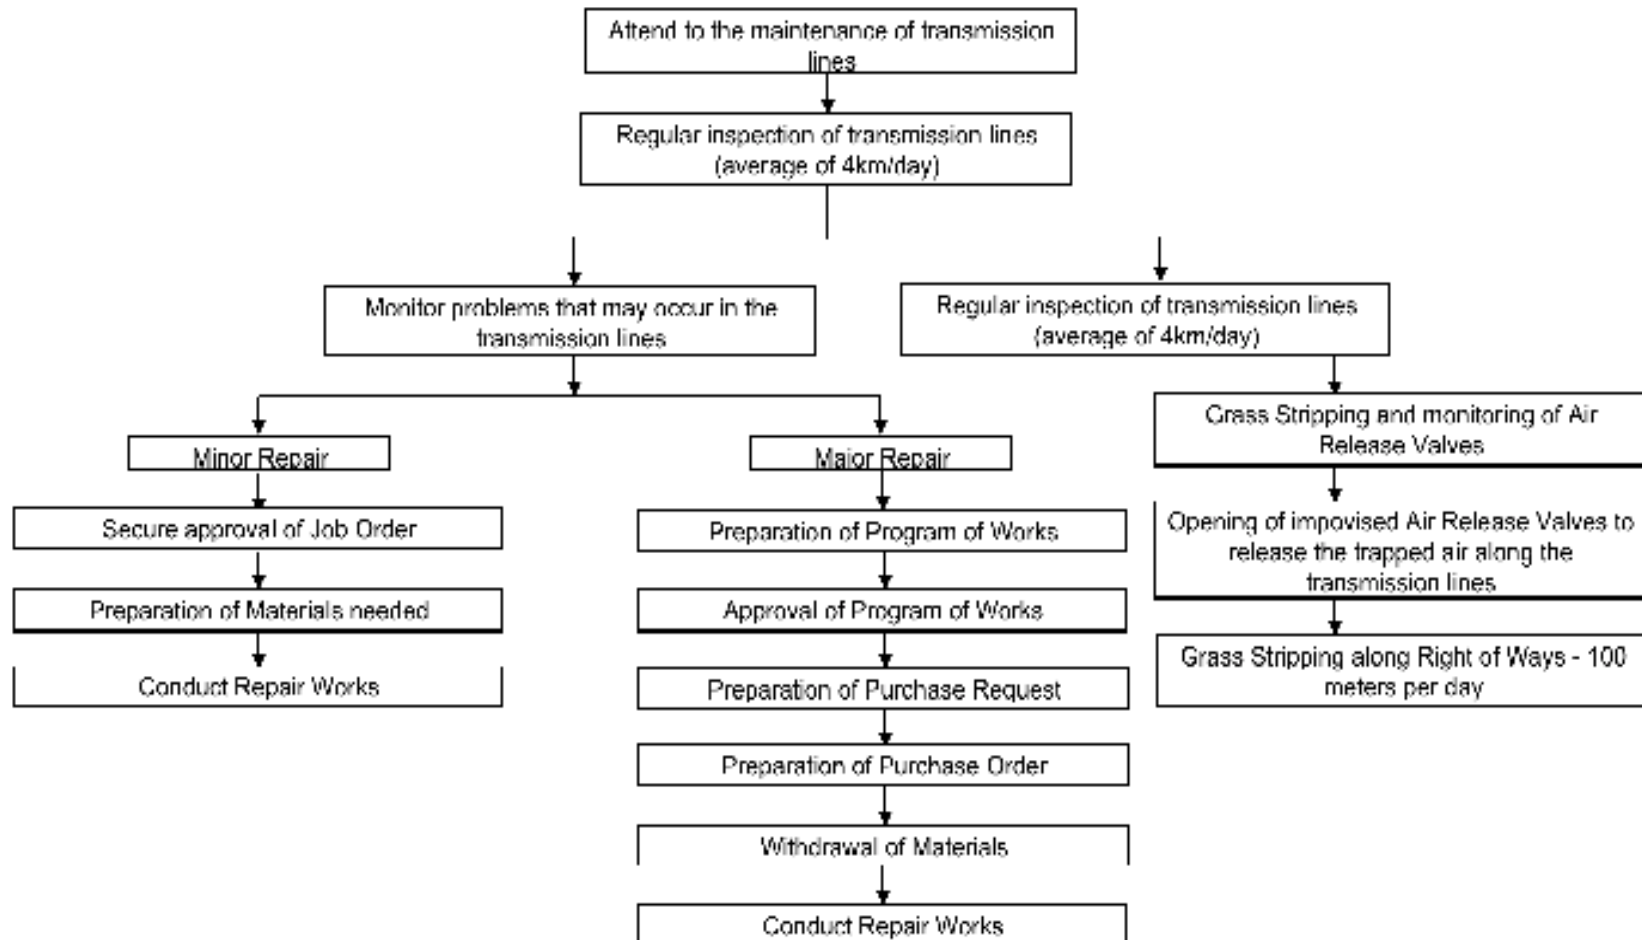 Attend to the maintenance of transmission
lines
Regular inspection of transmission lines
(average of 4km/day)
Monitor problems that may occur in the
transmission lines
Regular inspection of transmission lines
(average of 4km/day)
Minor Repair
Secure approval of Job Order
Preparation of Materials needed
Conduct Repair Works
Major Repair
Preparation of Program of Works
Approval of Program of Works
Preparation of Purchase Request
Preparation of Purchase Order
Withdrawal of Materials
Conduct Repair Works
Grass Stripping and monitoring of Air
Release Valves
Opening of impovised Air Release Valves to
release the trapped air along the
transmission lines
Grass Stripping along Right of Ways - 100
meters per day